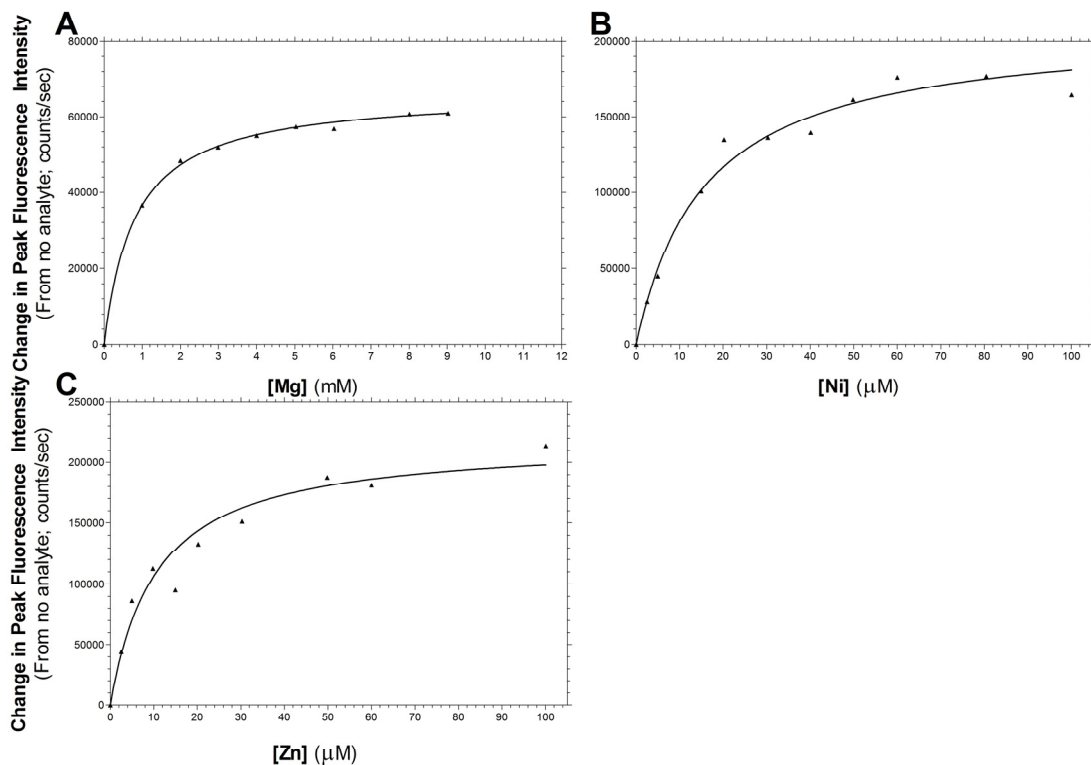 A
Change in Peak Fluorescence Intensity
(From no analyte; counts/sec)
80000
60000
40000
20000
0
0 1 2 3 4 5 6 7 8 9 10 11 12
[Mg] (mM)
B
200000
150000
100000
50000
0
0 10 20 30 40 50 60 70 80 90 100
[Ni] (μM)
C
Change in Peak Fluorescence Intensity
(From no analyte; counts/sec)
250000
200000
150000
100000
50000
0
0 10 20 30 40 50 60 70 80 90 100
[Zn] (μM)